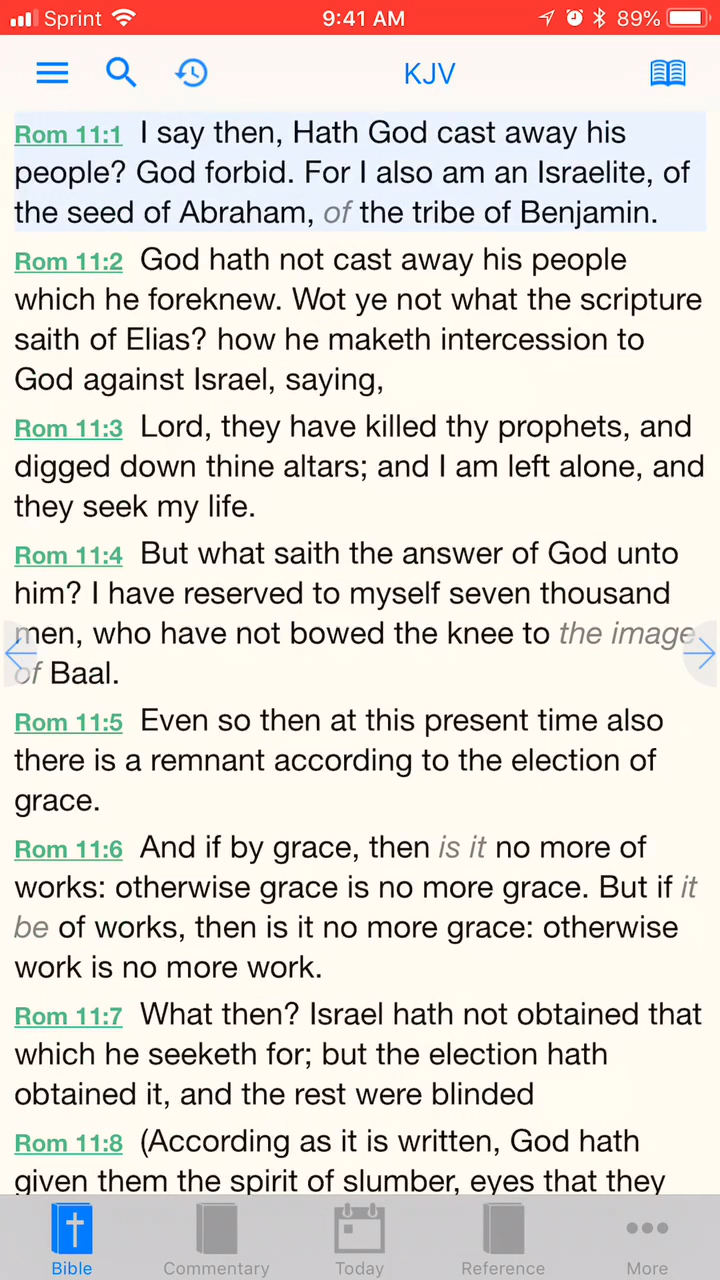 Sprint 9:41 AM 89%
KJV
Rom 11:1 I say then, Hath God cast away his
people? God forbid. For I also am an Israelite, of
the seed of Abraham, of the tribe of Benjamin.
Rom 11:2 God hath not cast away his people
which he foreknew. Wot ye not what the scripture
saith of Elias? how he maketh intercession to
God against Israel, saying,
Rom 11:3 Lord, they have killed thy prophets, and
digged down thine altars; and I am left alone, and
they seek my life.
Rom 11:4 But what saith the answer of God unto
him? I have reserved to myself seven thousand
men, who have not bowed the knee to the image
of Baal.
Rom 11:5 Even so then at this present time also
there is a remnant according to the election of
grace.
Rom 11:6 And if by grace, then is it no more of
works: otherwise grace is no more grace. But if it
be of works, then is it no more grace: otherwise
work is no more work.
Rom 11:7 What then? Israel hath not obtained that
which he seeketh for; but the election hath
obtained it, and the rest were blinded
Rom 11:8 (According as it is written, God hath
given them the spirit of slumber, eyes that they
Bible Commentary Today Reference More